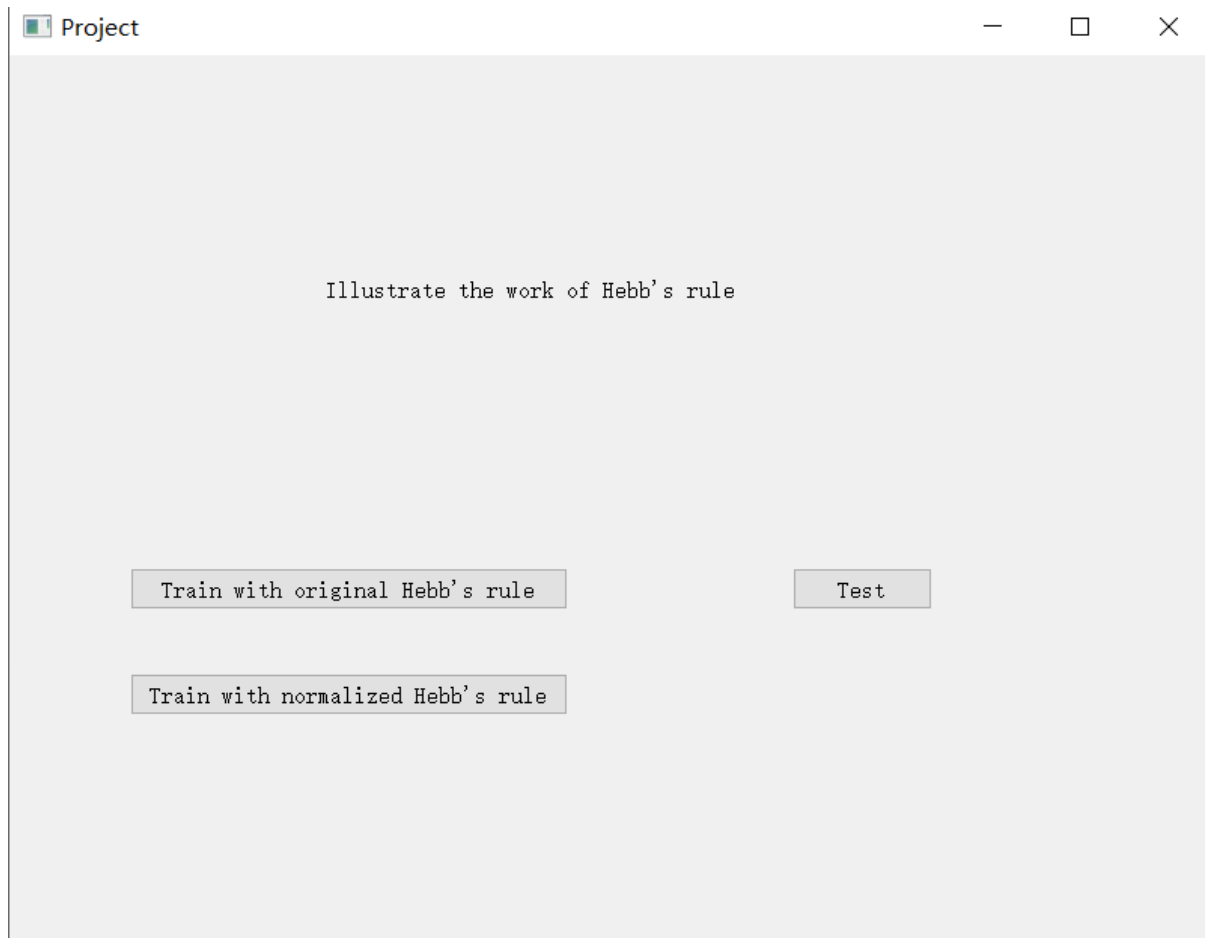 Project
Illustrate the work of Hebb's rule
Train with original Hebb's rule
Test
Train with normalized Hebb's rule